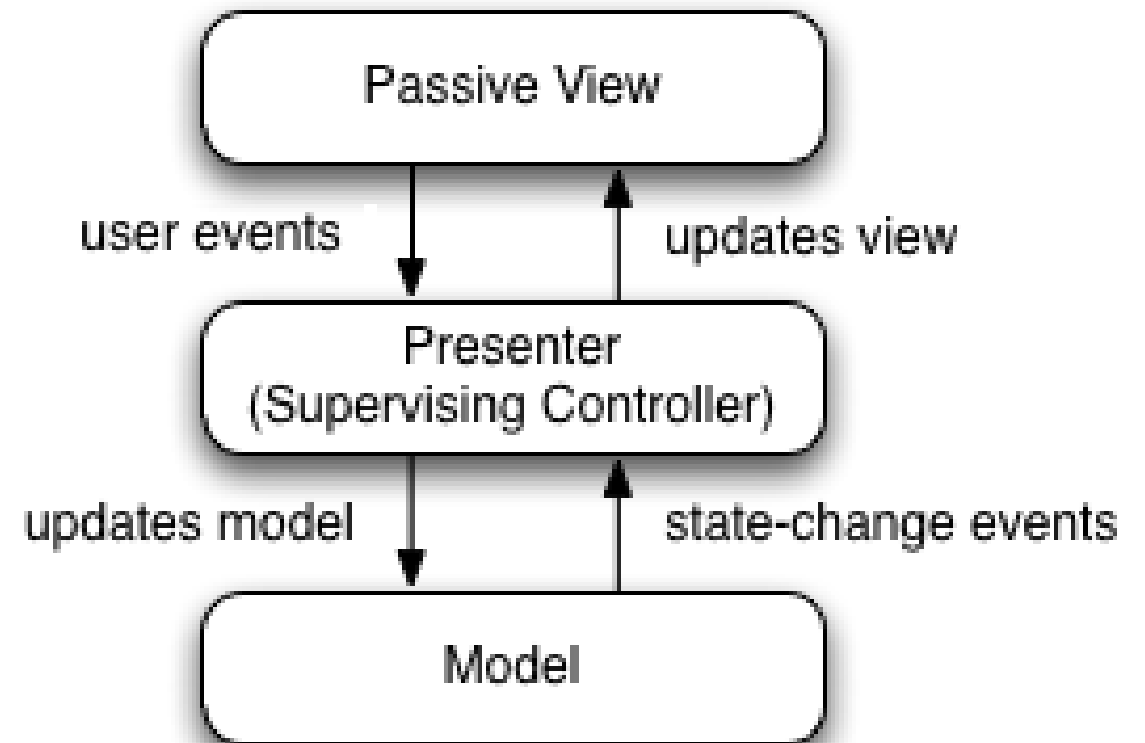 Passive View
user events
updates view
Presenter
(Supervising Controller)
updates model
state-change events
Model